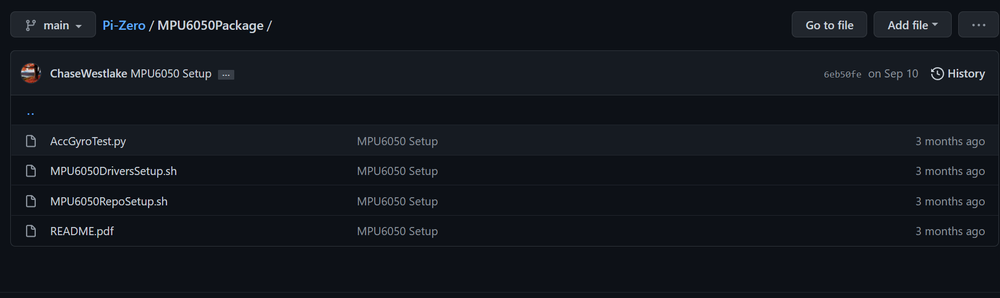 main Pi-Zero / MPU6050Package / Go to file Add file ...
ChaseWestlake MPU6050 Setup ... 6eb50fe on Sep 10 History
..
AccGyroTest.py MPU6050 Setup 3 months ago
MPU6050DriversSetup.sh MPU6050 Setup 3 months ago
MPU6050RepoSetup.sh MPU6050 Setup 3 months ago
README.pdf MPU6050 Setup 3 months ago